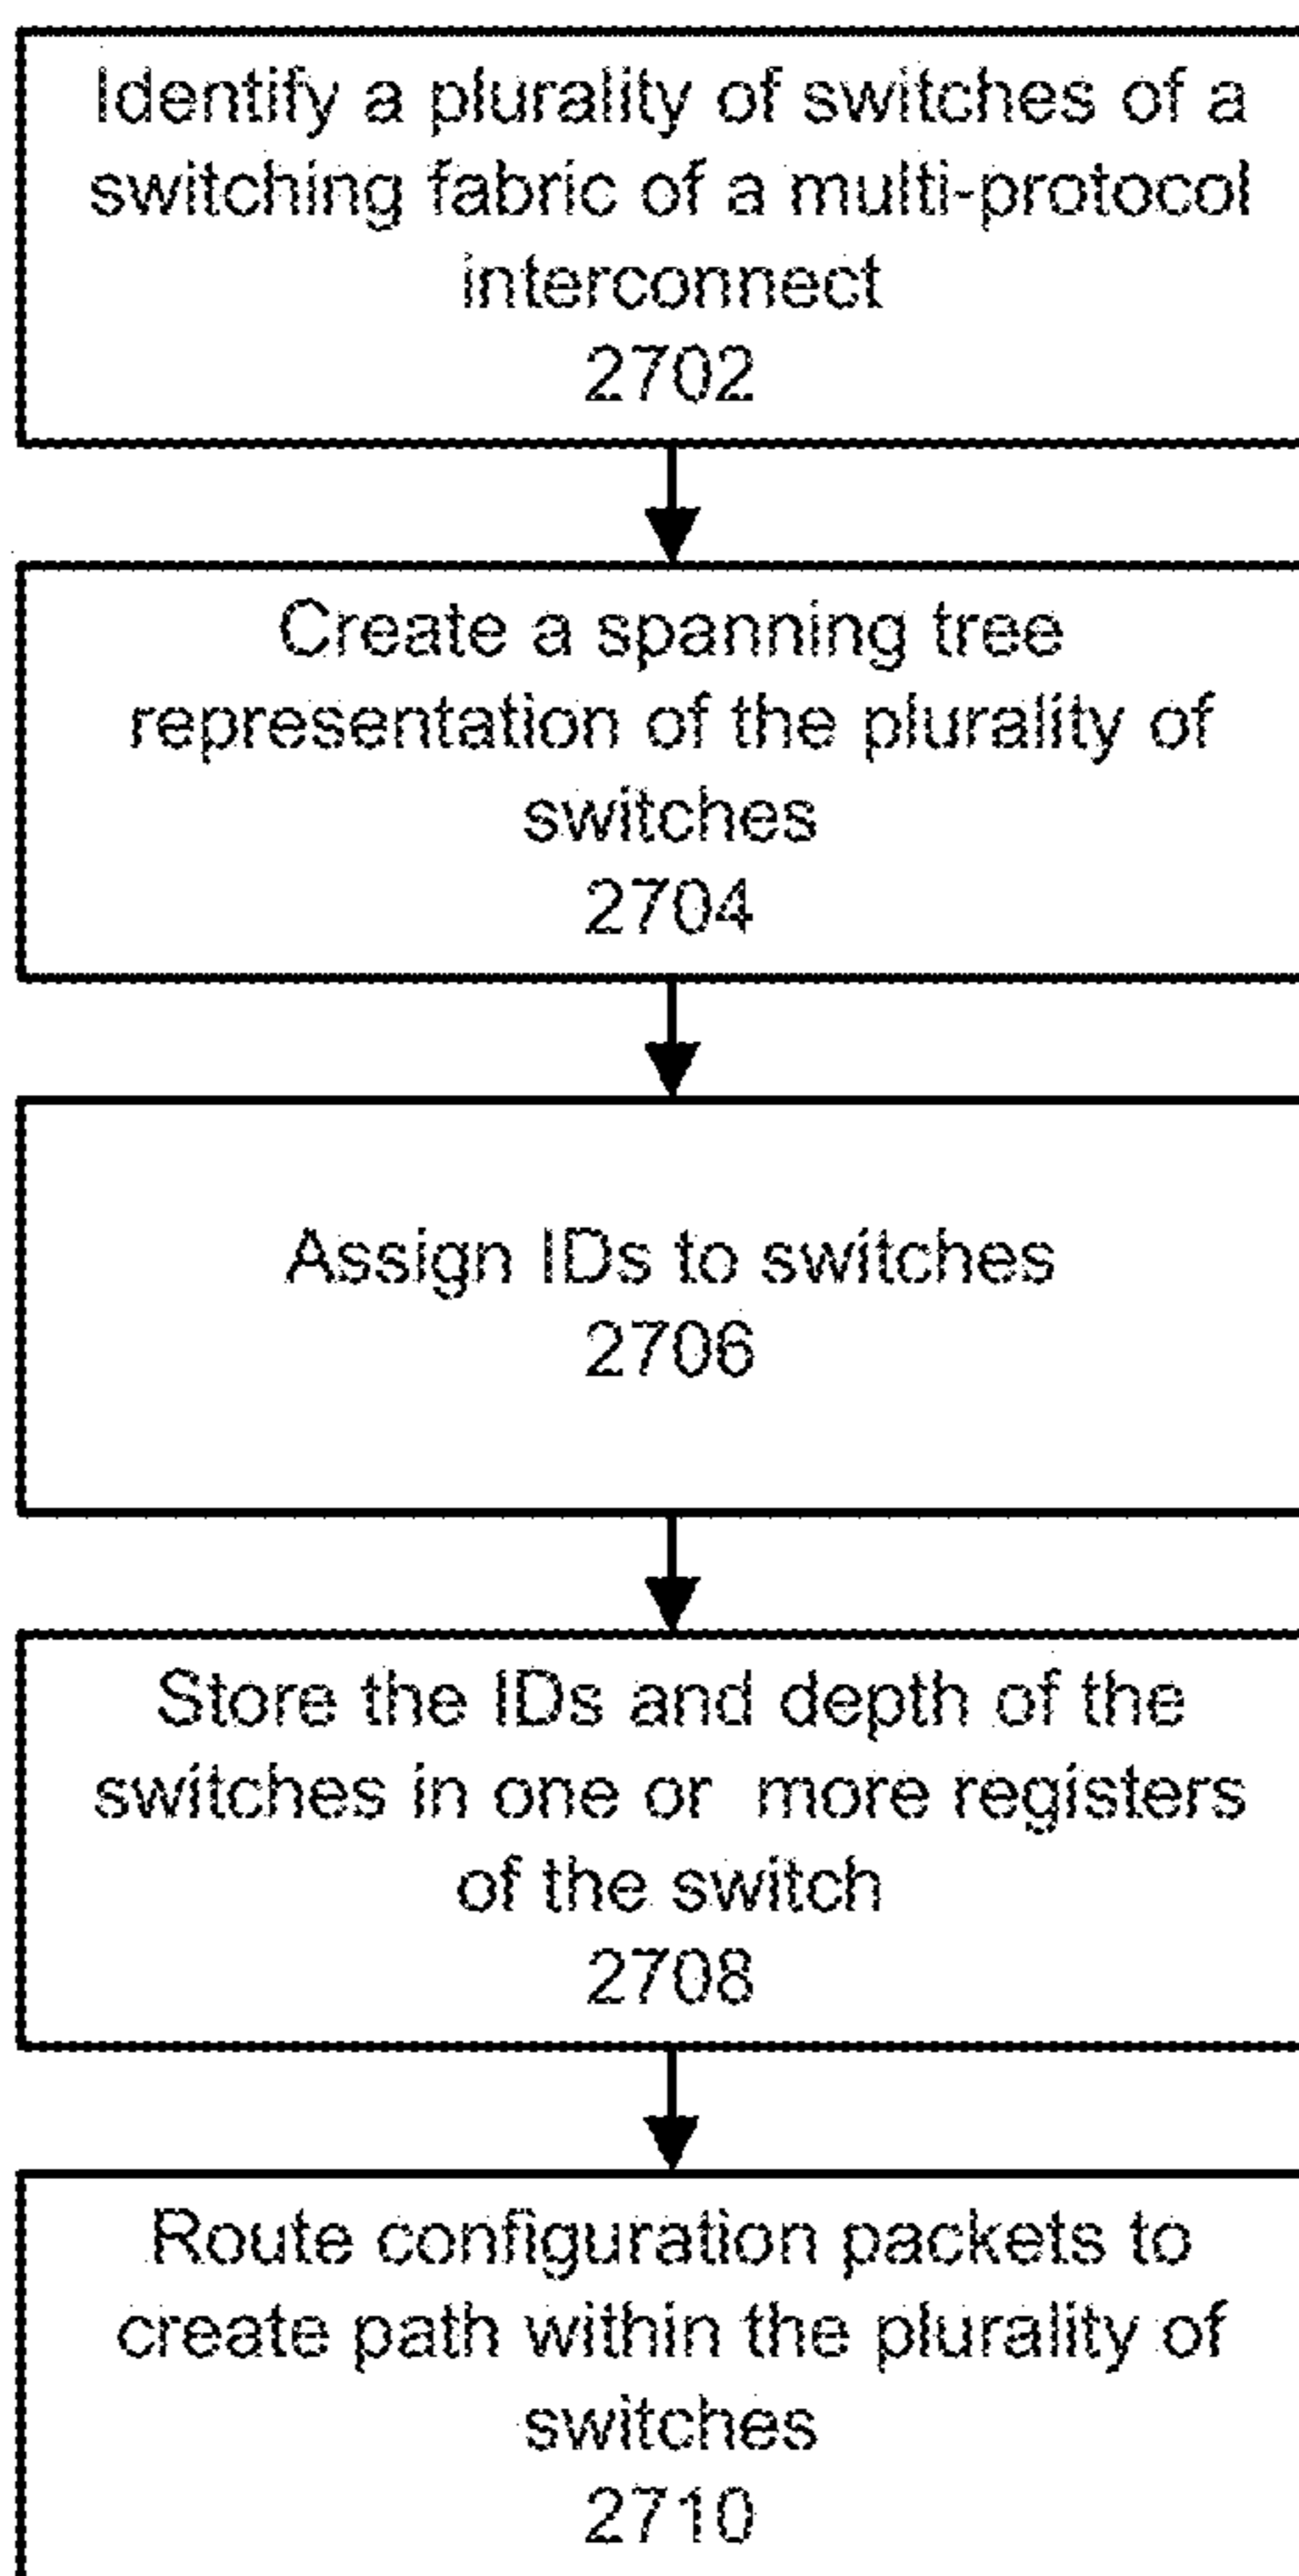 Identify a plurality of switches of a
switching fabric of a multi-protocol
interconnect
2702
Create a spanning tree
representation of the plurality of
switches
2704
Assign IDs to switches
2706
Store the IDs and depth of the
switches in one or  more registers
of the switch
2708
Route configuration packets to
create path within the plurality of
switches
2710